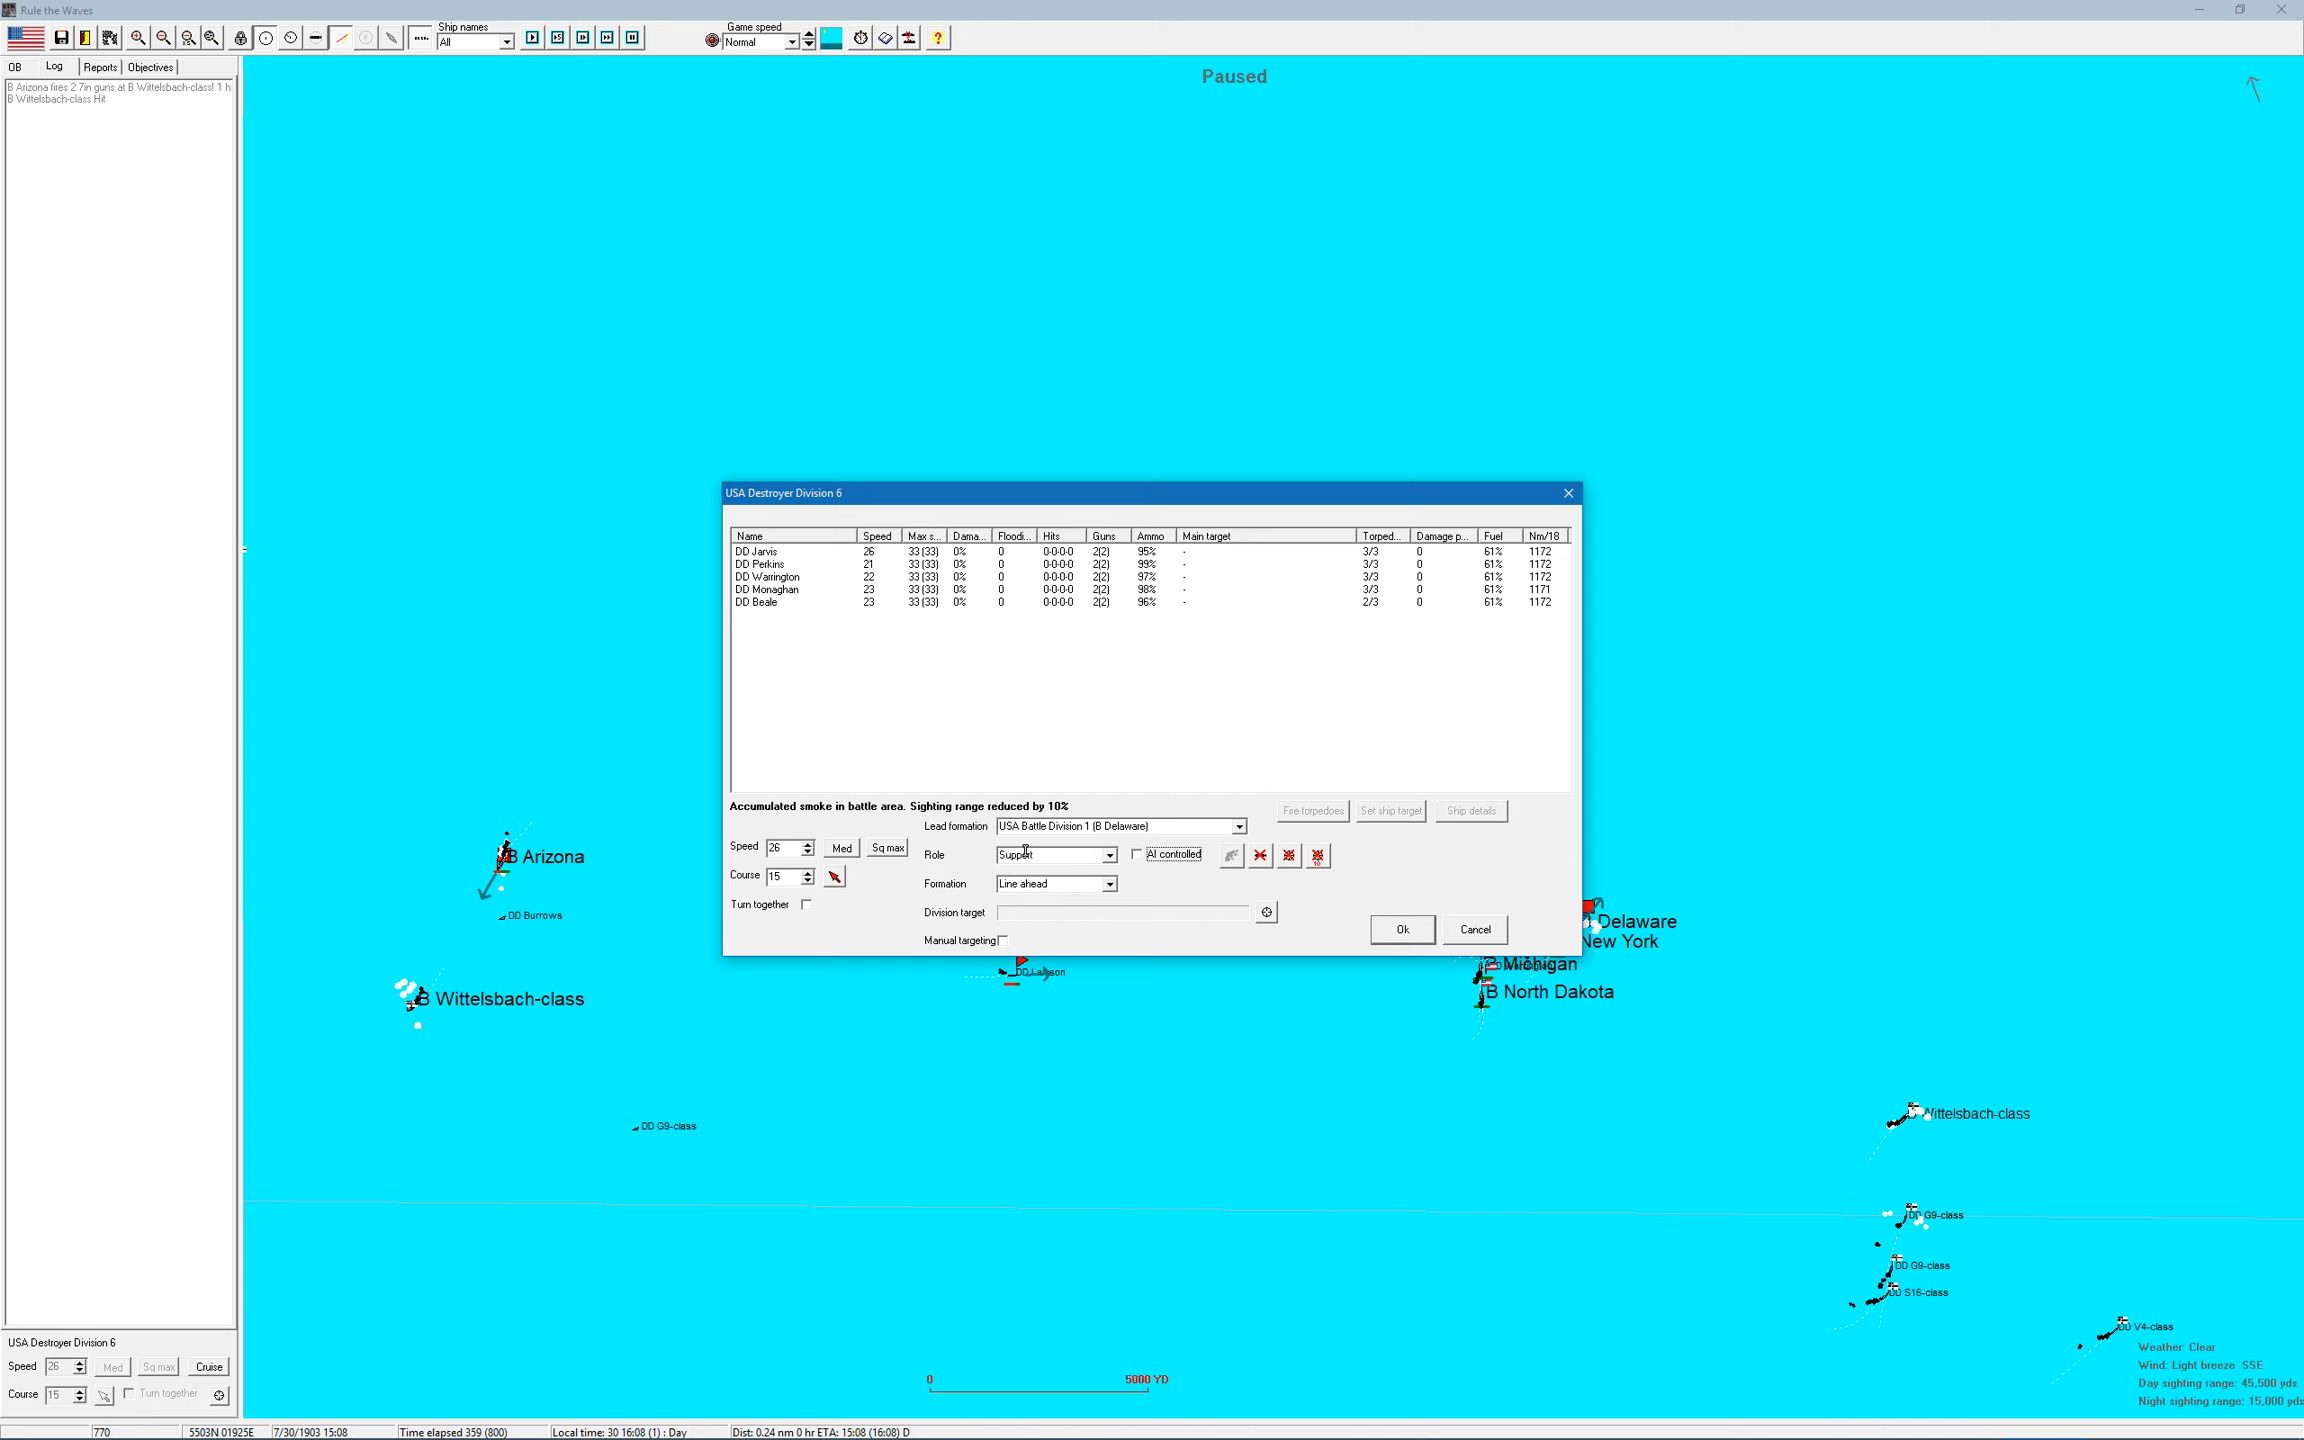 Rule the Waves
Ship names
All
Game speed
Normal
?
OB Log Reports Objectives
B Arizona fires 2 7in guns at B Wittelsbach-class! 1 h
B Wittelsbach-class Hit
Paused
USA Destroyer Division 6
Name Speed Max s... Dama... Floodi... Hits Guns Ammo Main target Torped... Damage p... Fuel Nm/18
DD Jarvis 26 33 (33) 0% 0 0-0-0-0 2(2) 95% - 3/3 0 61% 1172
DD Perkins 21 33 (33) 0% 0 0-0-0-0 2(2) 99% - 3/3 0 61% 1172
DD Warrington 22 33 (33) 0% 0 0-0-0-0 2(2) 97% - 3/3 0 61% 1172
DD Monaghan 23 33 (33) 0% 0 0-0-0-0 2(2) 98% - 3/3 0 61% 1171
DD Beale 23 33 (33) 0% 0 0-0-0-0 2(2) 96% - 2/3 0 61% 1172
Accumulated smoke in battle area. Sighting range reduced by 10%
Fire torpedoes Set ship target Ship details
Lead formation USA Battle Division 1 (B Delaware)
Speed 26 Med Sq max
Role Support AI controlled
10
Course 15
Formation Line ahead
Turn together
Division target
Ok Cancel
Manual targeting
B Arizona
DD Burrows
B Wittelsbach-class
DD G9-class
DD Lamson
Delaware
New York
B Michigan
B North Dakota
Wittelsbach-class
DD G9-class
DD G9-class
DD S16-class
DD V4-class
Weather: Clear
Wind: Light breeze SSE
Day sighting range: 45,500 yds
Night sighting range: 15,000 yds
0 5000 YD
USA Destroyer Division 6
Speed 26 Med Sq max Cruise
Course 15 Turn together
770 5503N 01925E 7/30/1903 15:08 Time elapsed 359 (800) Local time: 30 16:08 (1) : Day Dist: 0.24 nm 0 hr ETA: 15:08 (16:08) D